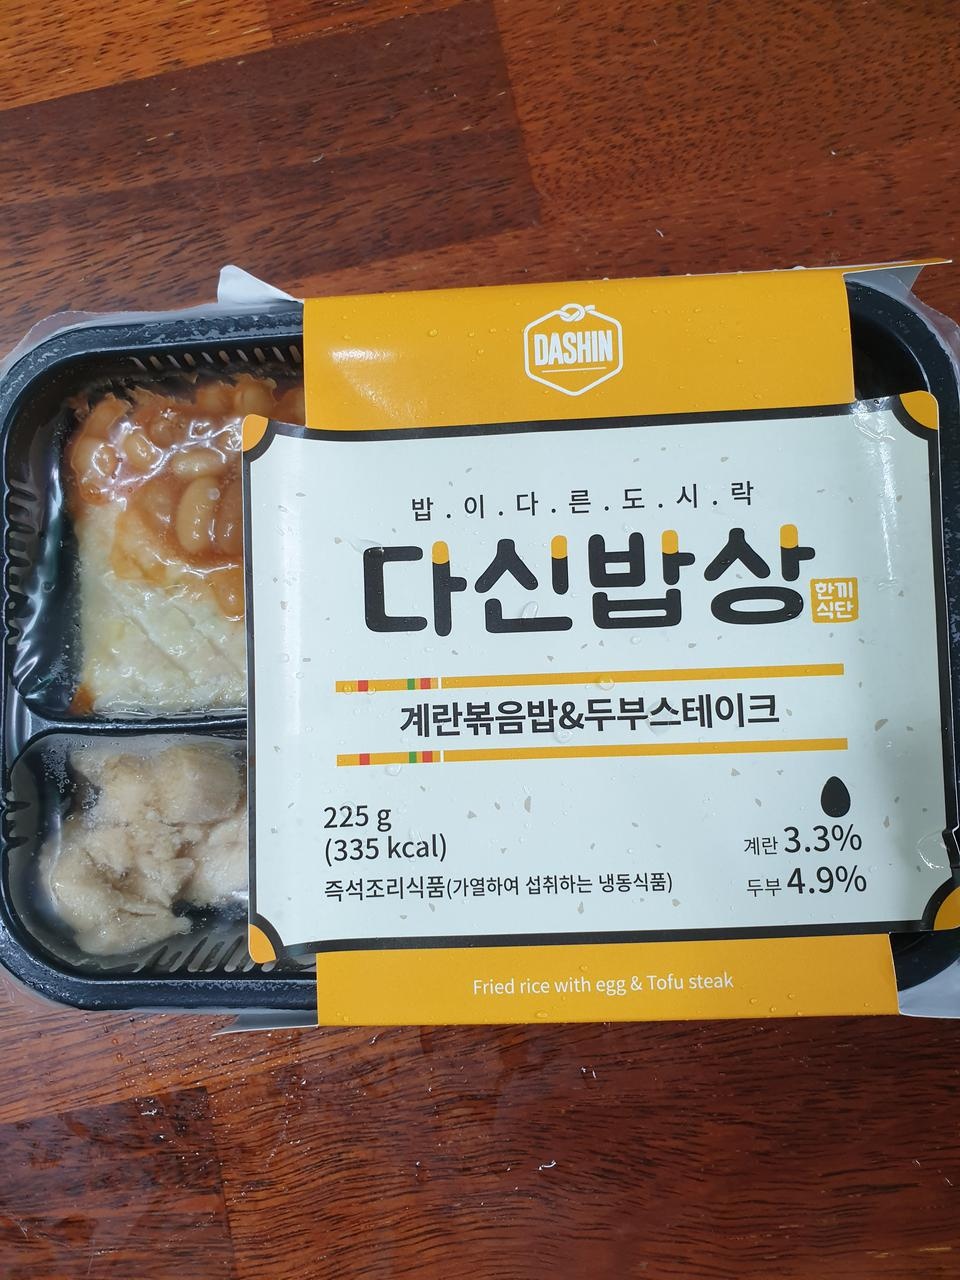 DASHIN
밥.이.다.른.도.시.락
다신밥상
한끼
식단
계란볶음밥&두부스테이크
225 g
(335 kcal)
즉석조리식품(가열하여 섭취하는 냉동식품)
계란 3.3%
두부 4.9%
Fried rice with egg & Tofu steak